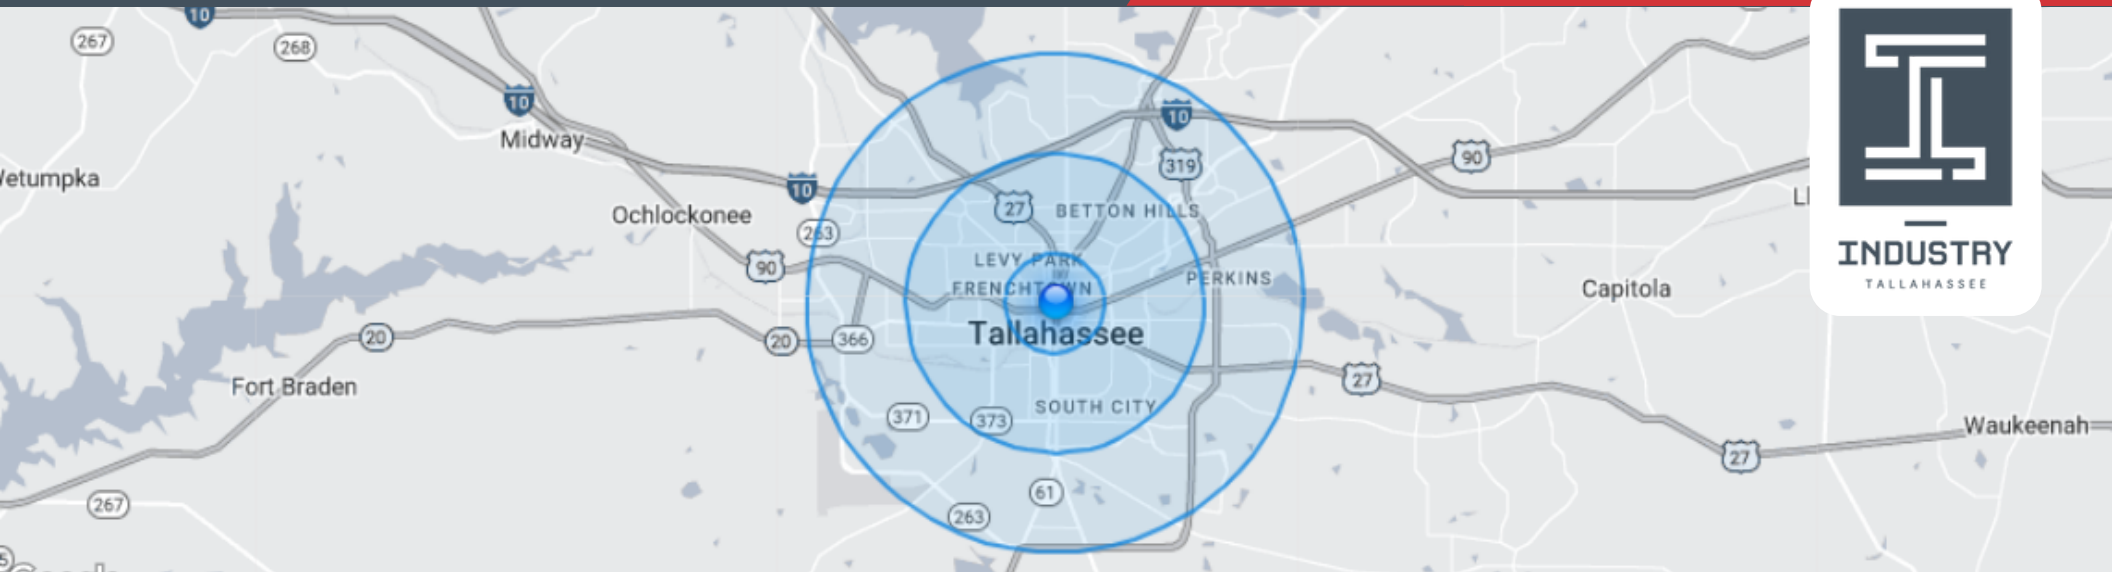 10
267
268
10
Midway
10
319
90
Wetumpka
10
27
BETTON HILLS
Ochlockonee
263
90
LEVY PARK
PERKINS
FRENCHTOWN
Capitola
INDUSTRY
TALLAHASSEE
Tallahassee
20
20
366
Fort Braden
27
371
373
SOUTH CITY
Waukeenah
27
61
267
263